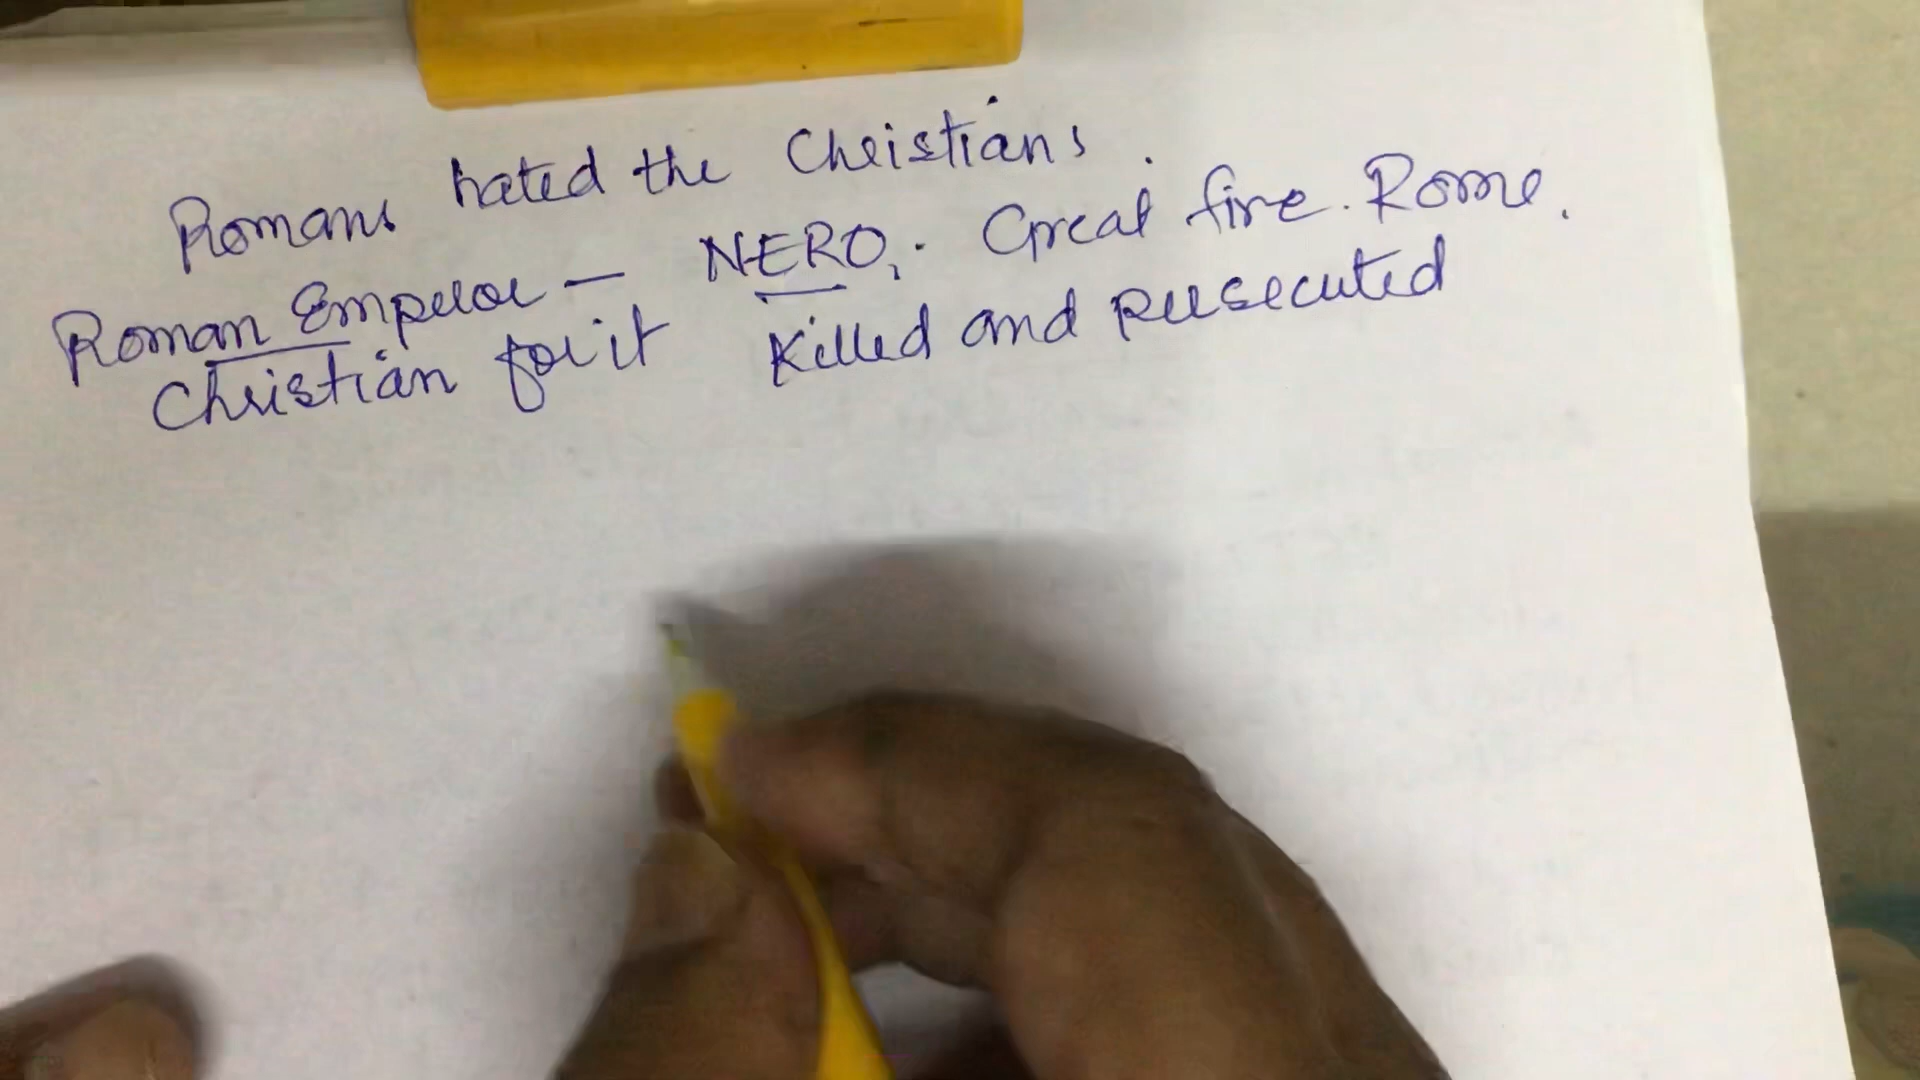 Romans hated the Christians.
Roman Emperor — NERO. Great fire. Rome.
Christian for it Killed and persecuted